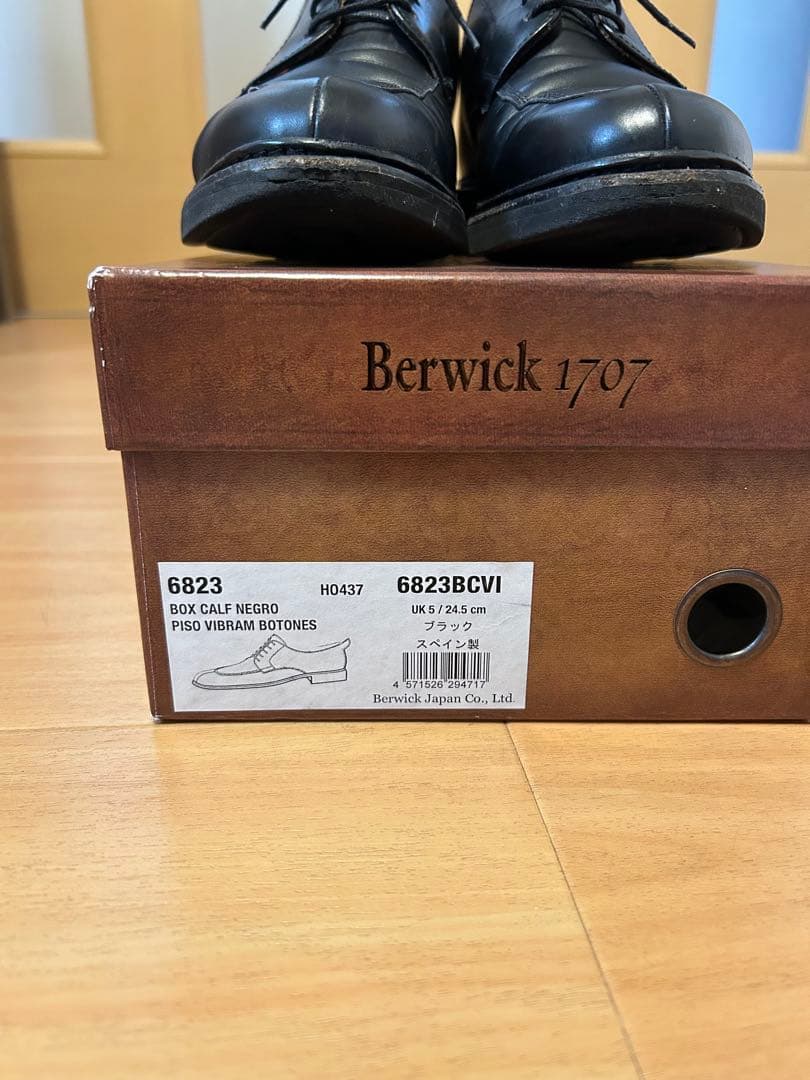 Berwick 1707
6823 HO437 6823BCVI
BOX CALF NEGRO
PISO VIBRAM BOTONES
UK 5 / 24.5 cm
ブラック
スペイン製
4 571526 294717
Berwick Japan Co., Ltd.